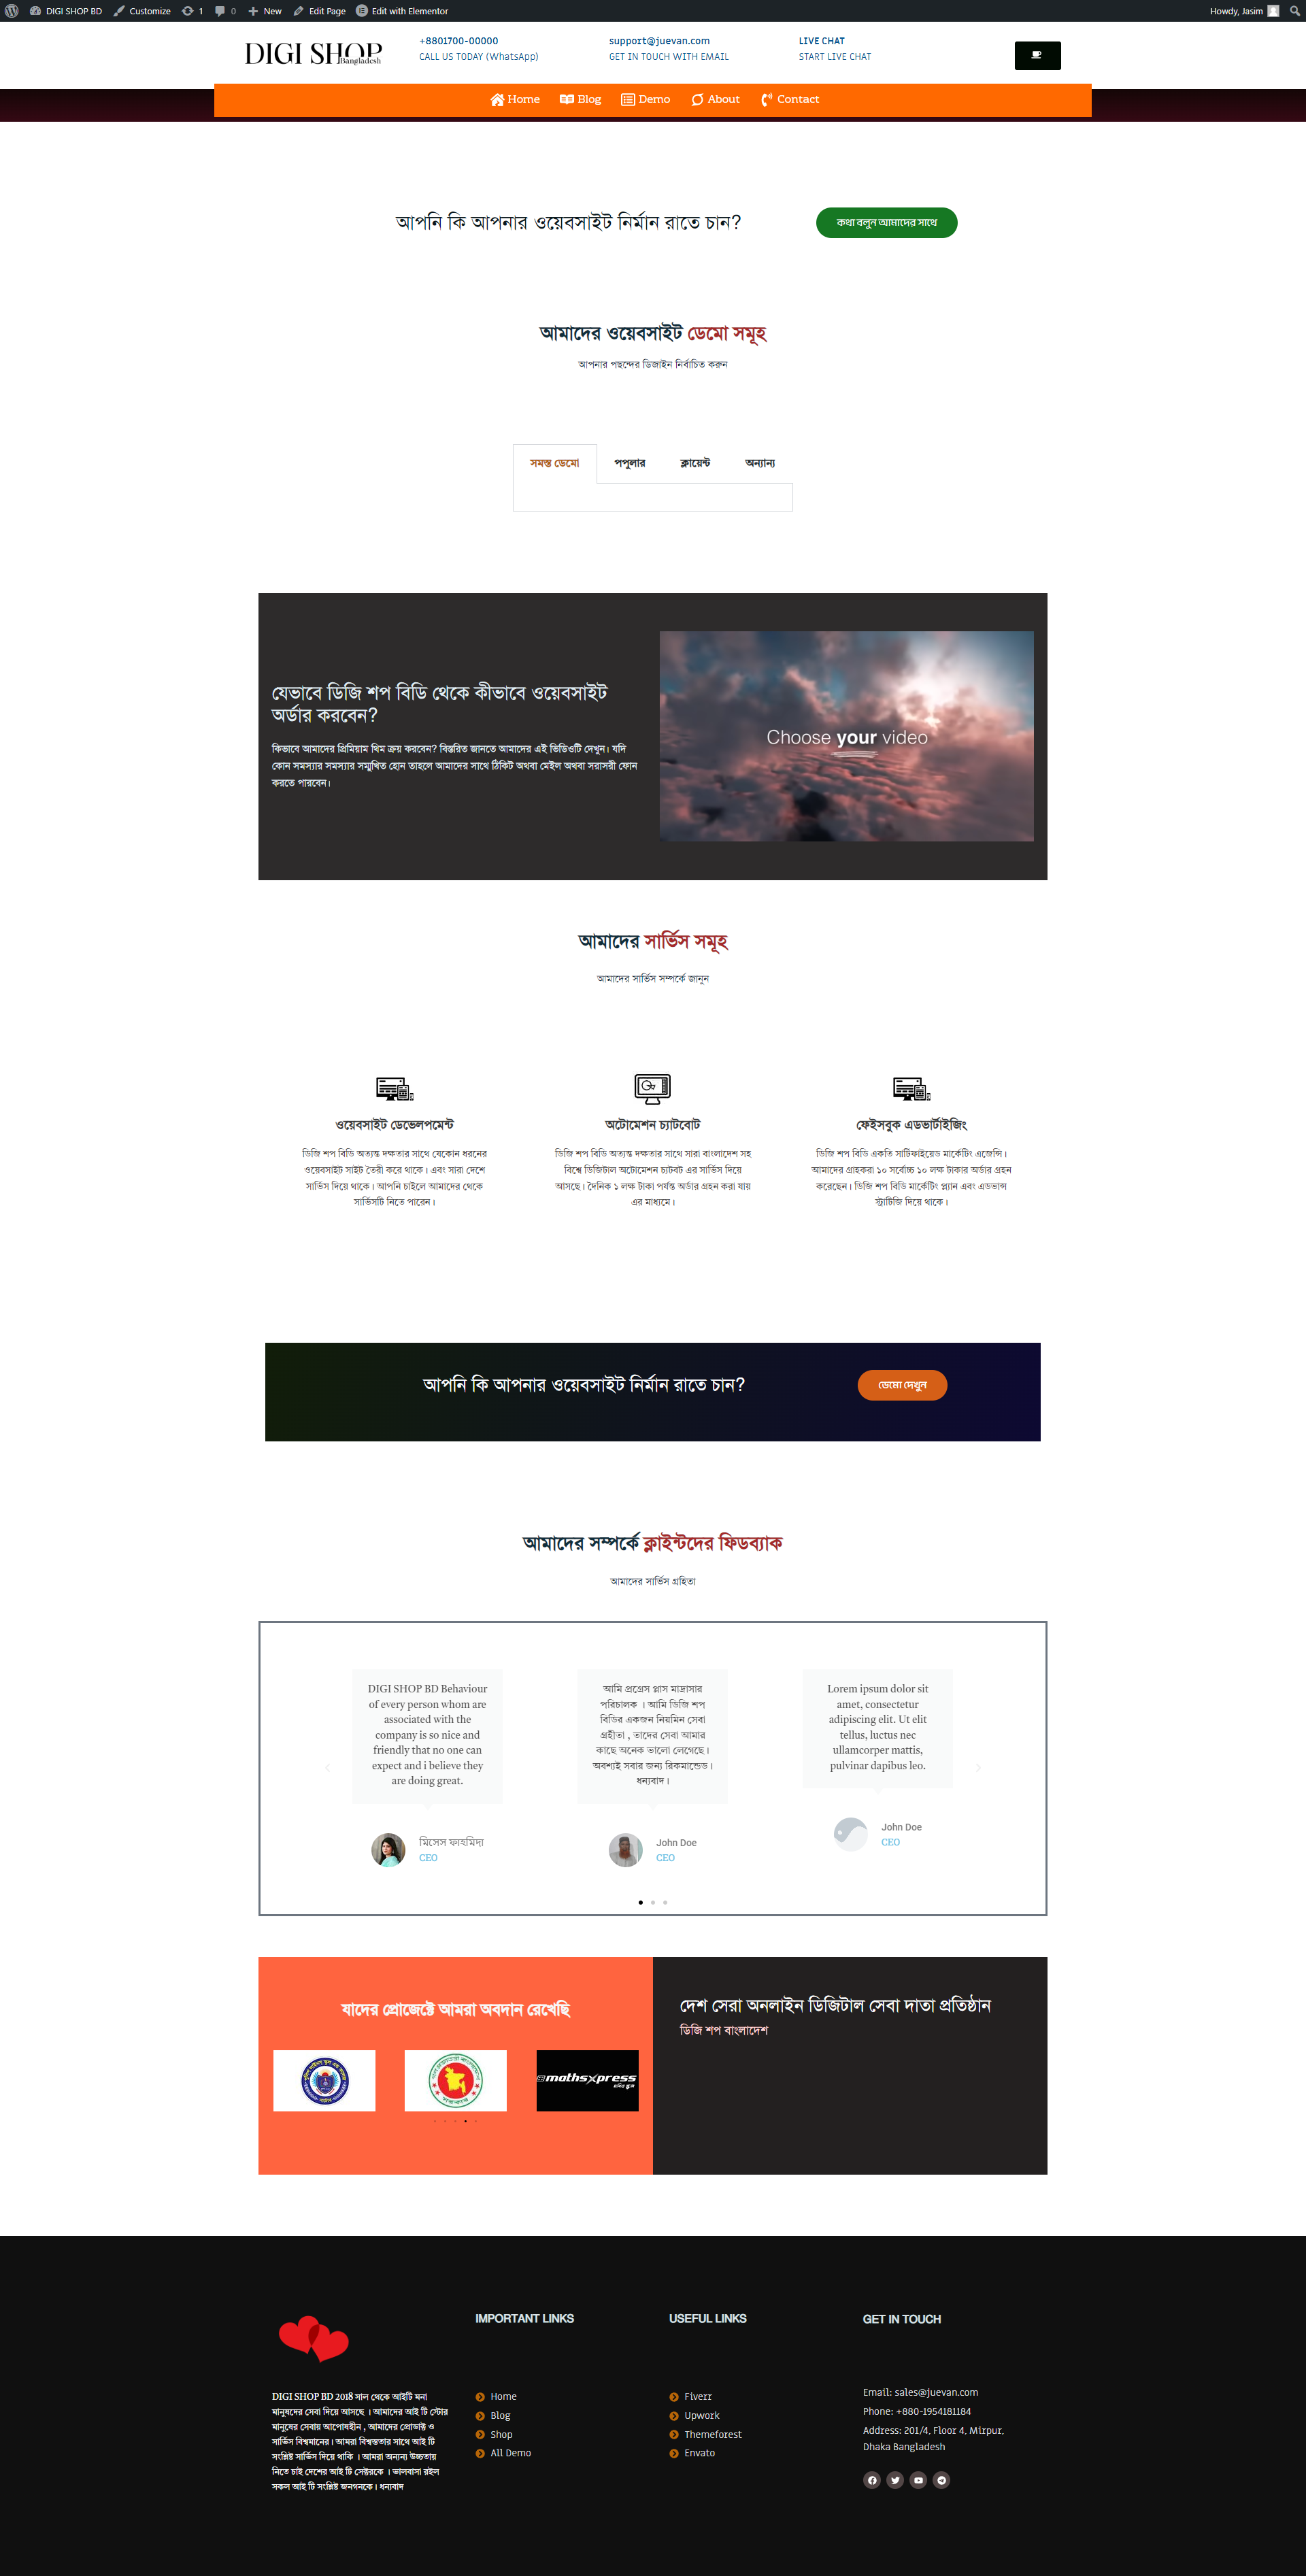 DIGI SHOP BD Customize 1 0 New Edit Page Edit with Elementor Howdy, Jasim
DIGI SHOP
Bangladesh
+8801700-00000
CALL US TODAY (WhatsApp)
support@juevan.com
GET IN TOUCH WITH EMAIL
LIVE CHAT
START LIVE CHAT
Home Blog Demo About Contact
আপনি কি আপনার ওয়েবসাইট নির্মান রাতে চান?
কথা বলুন আমাদের সাথে
আমাদের ওয়েবসাইট ডেমো সমূহ
আপনার পছন্দের ডিজাইন নির্বাচিত করুন
সমস্ত ডেমো পপুলার ক্লায়েন্ট অন্যান্য
যেভাবে ডিজি শপ বিডি থেকে কীভাবে ওয়েবসাইট
অর্ডার করবেন?
কিভাবে আমাদের প্রিমিয়াম থিম ক্রয় করবেন? বিস্তরিত জানতে আমাদের এই ভিডিওটি দেখুন। যদি
কোন সমস্যার সমস্যার সম্মুখিত হোন তাহলে আমাদের সাথে ঠিকিট অথবা মেইল অথবা সরাসরী ফোন
করতে পারবেন।
Choose your video
আমাদের সার্ভিস সমূহ
আমাদের সার্ভিস সম্পর্কে জানুন
ওয়েবসাইট ডেভেলপমেন্ট
ডিজি শপ বিডি অত্যন্ত দক্ষতার সাথে যেকোন ধরনের
ওয়েবসাইট সাইট তৈরী করে থাকে। এবং সারা দেশে
সার্ভিস দিয়ে থাকে। আপনি চাইলে আমাদের থেকে
সার্ভিসটি নিতে পারেন।
অটোমেশন চ্যাটবোট
ডিজি শপ বিডি অত্যন্ত দক্ষতার সাথে সারা বাংলাদেশ সহ
বিশ্বে ডিজিটাল অটোমেশন চ্যটবট এর সার্ভিস দিয়ে
আসছে। দৈনিক ১ লক্ষ টাকা পর্যন্ত অর্ডার গ্রহন করা যায়
এর মাধ্যমে।
ফেইসবুক এডভার্টাইজিং
ডিজি শপ বিডি একতি সার্টিফাইয়েড মার্কেটিং এজেন্সি।
আমাদের গ্রাহকরা ১০ সর্বোচ্চ ১০ লক্ষ টাকার অর্ডার গ্রহন
করেছেন। ডিজি শপ বিডি মার্কেটিং প্ল্যান এবং এডভান্স
স্ট্রাটিজি দিয়ে থাকে।
আপনি কি আপনার ওয়েবসাইট নির্মান রাতে চান?
ডেমো দেখুন
আমাদের সম্পর্কে ক্লাইন্টদের ফিডব্যাক
আমাদের সার্ভিস গ্রহিতা
DIGI SHOP BD Behaviour
of every person whom are
associated with the
company is so nice and
friendly that no one can
expect and i believe they
are doing great.
মিসেস ফাহমিদা
CEO
আমি প্রগ্রেস প্লাস মাদ্রাসার
পরিচালক । আমি ডিজি শপ
বিডির একজন নিয়মিন সেবা
গ্রহীতা , তাদের সেবা আমার
কাছে অনেক ভালো লেগেছে।
অবশ্যই সবার জন্য রিকমান্ডেড।
ধন্যবাদ।
John Doe
CEO
Lorem ipsum dolor sit
amet, consectetur
adipiscing elit. Ut elit
tellus, luctus nec
ullamcorper mattis,
pulvinar dapibus leo.
John Doe
CEO
যাদের প্রোজেক্টে আমরা অবদান রেখেছি
mathsxpress
দেশ সেরা অনলাইন ডিজিটাল সেবা দাতা প্রতিষ্ঠান
ডিজি শপ বাংলাদেশ
DIGI SHOP BD 2018 সাল থেকে আইটি মনা
মানুষদের সেবা দিয়ে আসছে । আমাদের আই টি স্টোর
মানুষের সেবায় আপোষহীন , আমাদের প্রোডাক্ট ও
সার্ভিস বিশ্বমানের। আমরা বিশ্বস্ততার সাথে আই টি
সংশ্লিষ্ট সার্ভিস দিয়ে থাকি । আমরা অন্যন্য উচ্চতায়
নিতে চাই দেশের আই টি সেক্টরকে । ভালবাসা রইল
সকল আই টি সংশ্লিষ্ট জনগনকে। ধন্যবাদ
IMPORTANT LINKS
Home
Blog
Shop
All Demo
USEFUL LINKS
Fiverr
Upwork
Themeforest
Envato
GET IN TOUCH
Email: sales@juevan.com
Phone: +880-1954181184
Address: 201/4, Floor 4, Mirpur,
Dhaka Bangladesh